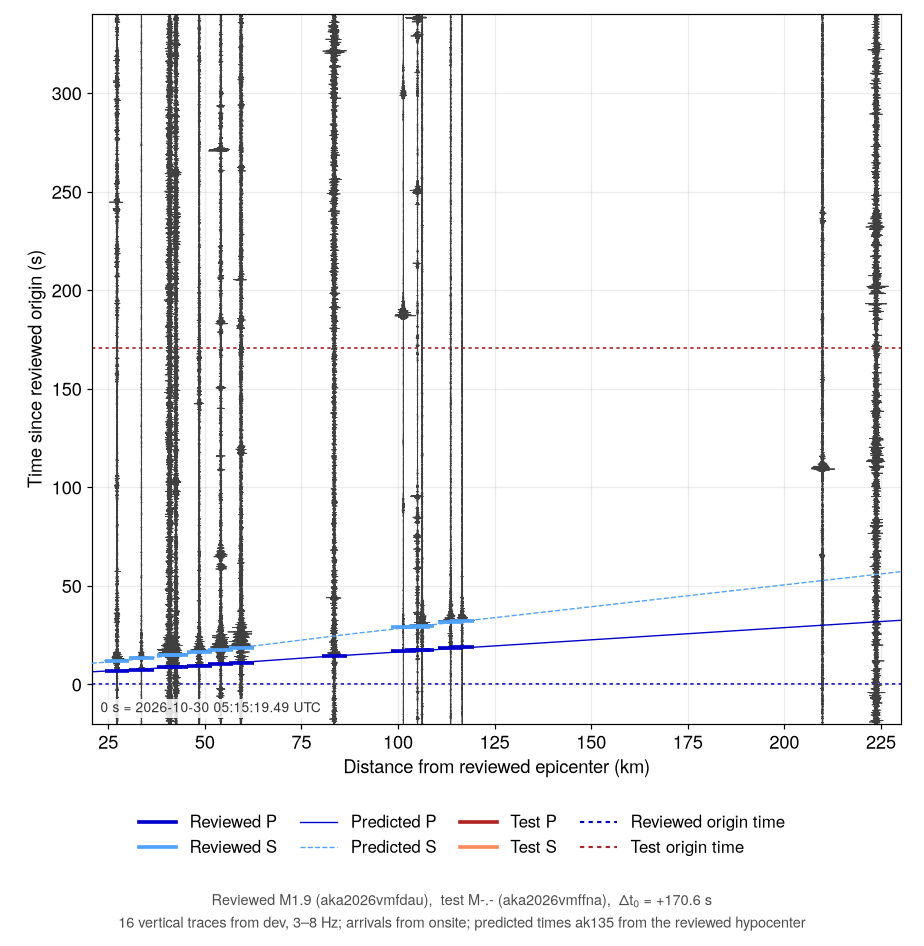 300
250
200
150
100
50
0
Time since reviewed origin (s)
0 s = 2026-10-30 05:15:19.49 UTC
25 50 75 100 125 150 175 200 225
Distance from reviewed epicenter (km)
Reviewed P Predicted P Test P Reviewed origin time
Reviewed S Predicted S Test S Test origin time
Reviewed M1.9 (aka2026vmfdau), test M-.- (aka2026vmffna), Δt₀ = +170.6 s
16 vertical traces from dev, 3–8 Hz; arrivals from onsite; predicted times ak135 from the reviewed hypocenter